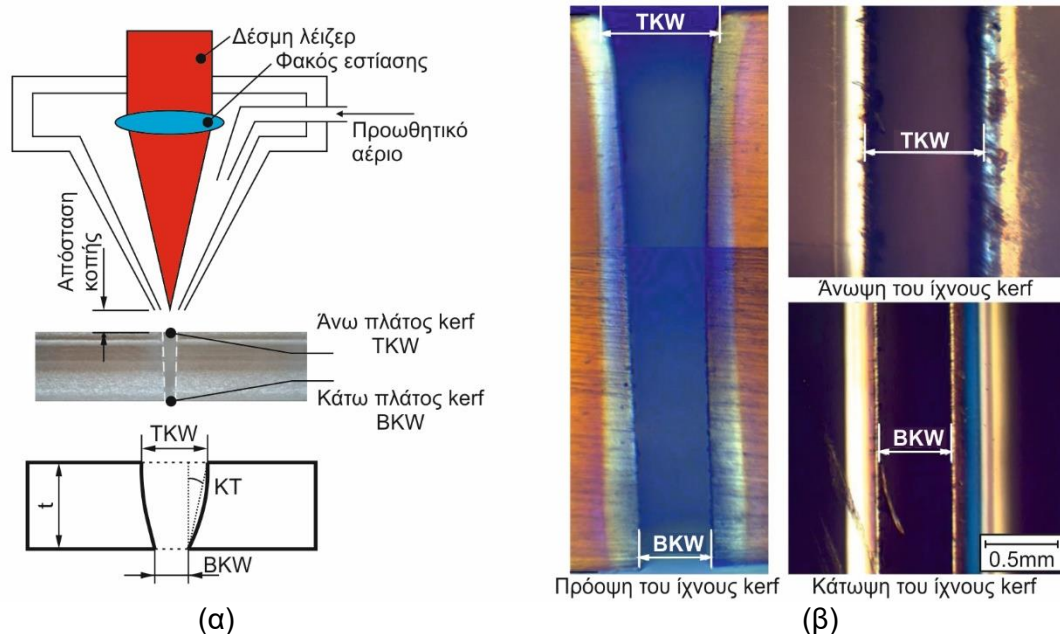 Δέσμη λέιζερ
Φακός εστίασης
Προωθητικό
αέριο
Απόσταση
κοπής
Άνω πλάτος kerf
TKW
Κάτω πλάτος kerf
BKW
TKW
KT
t
BKW
(α)
TKW
BKW
Πρόοψη του ίχνους kerf
TKW
Άνωψη του ίχνους kerf
BKW
0.5mm
Κάτωψη του ίχνους kerf
(β)